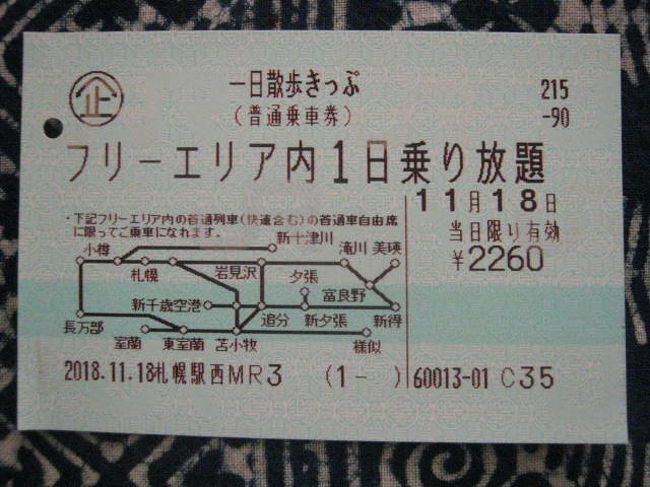 企 一日散歩きっぷ 215
（普通乗車券） -90
フリーエリア内1日乗り放題
11月18日
・下記フリーエリア内の普通列車(快速含む)の普通車自由席
に限ってご乗車になれます。
当日限り有効
¥2260
小樽 札幌 岩見沢 新十津川 夕張 滝川 美瑛
新千歳空港 追分 新夕張 富良野 新得
長万部 室蘭 東室蘭 苫小牧 様似
2018.11.18札幌駅西MR3 (1- ) 60013-01 C35